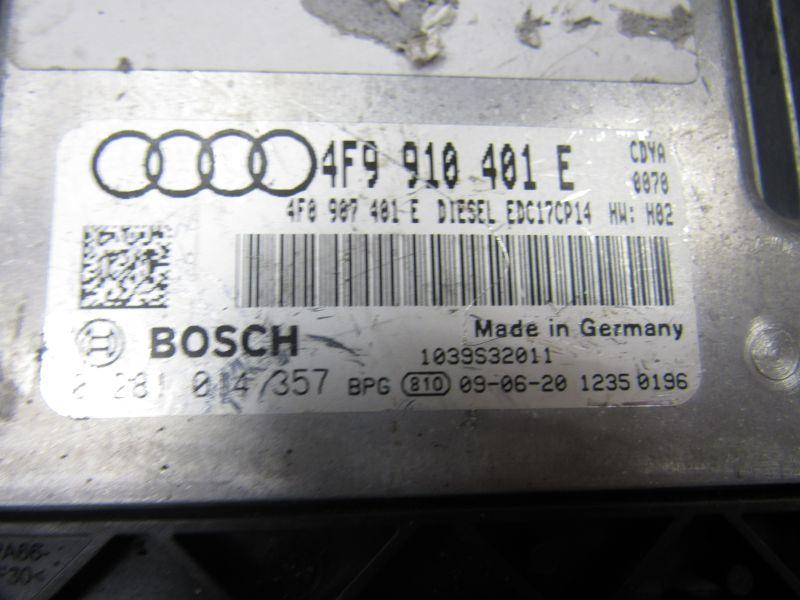 4F9 910 401 E CDYA
0070
4F0 907 401 E DIESEL EDC17CP14 HW: H02
BOSCH Made in Germany
1039S32011
0 281 014 357 BPG 810 09-06-20 1235 0196